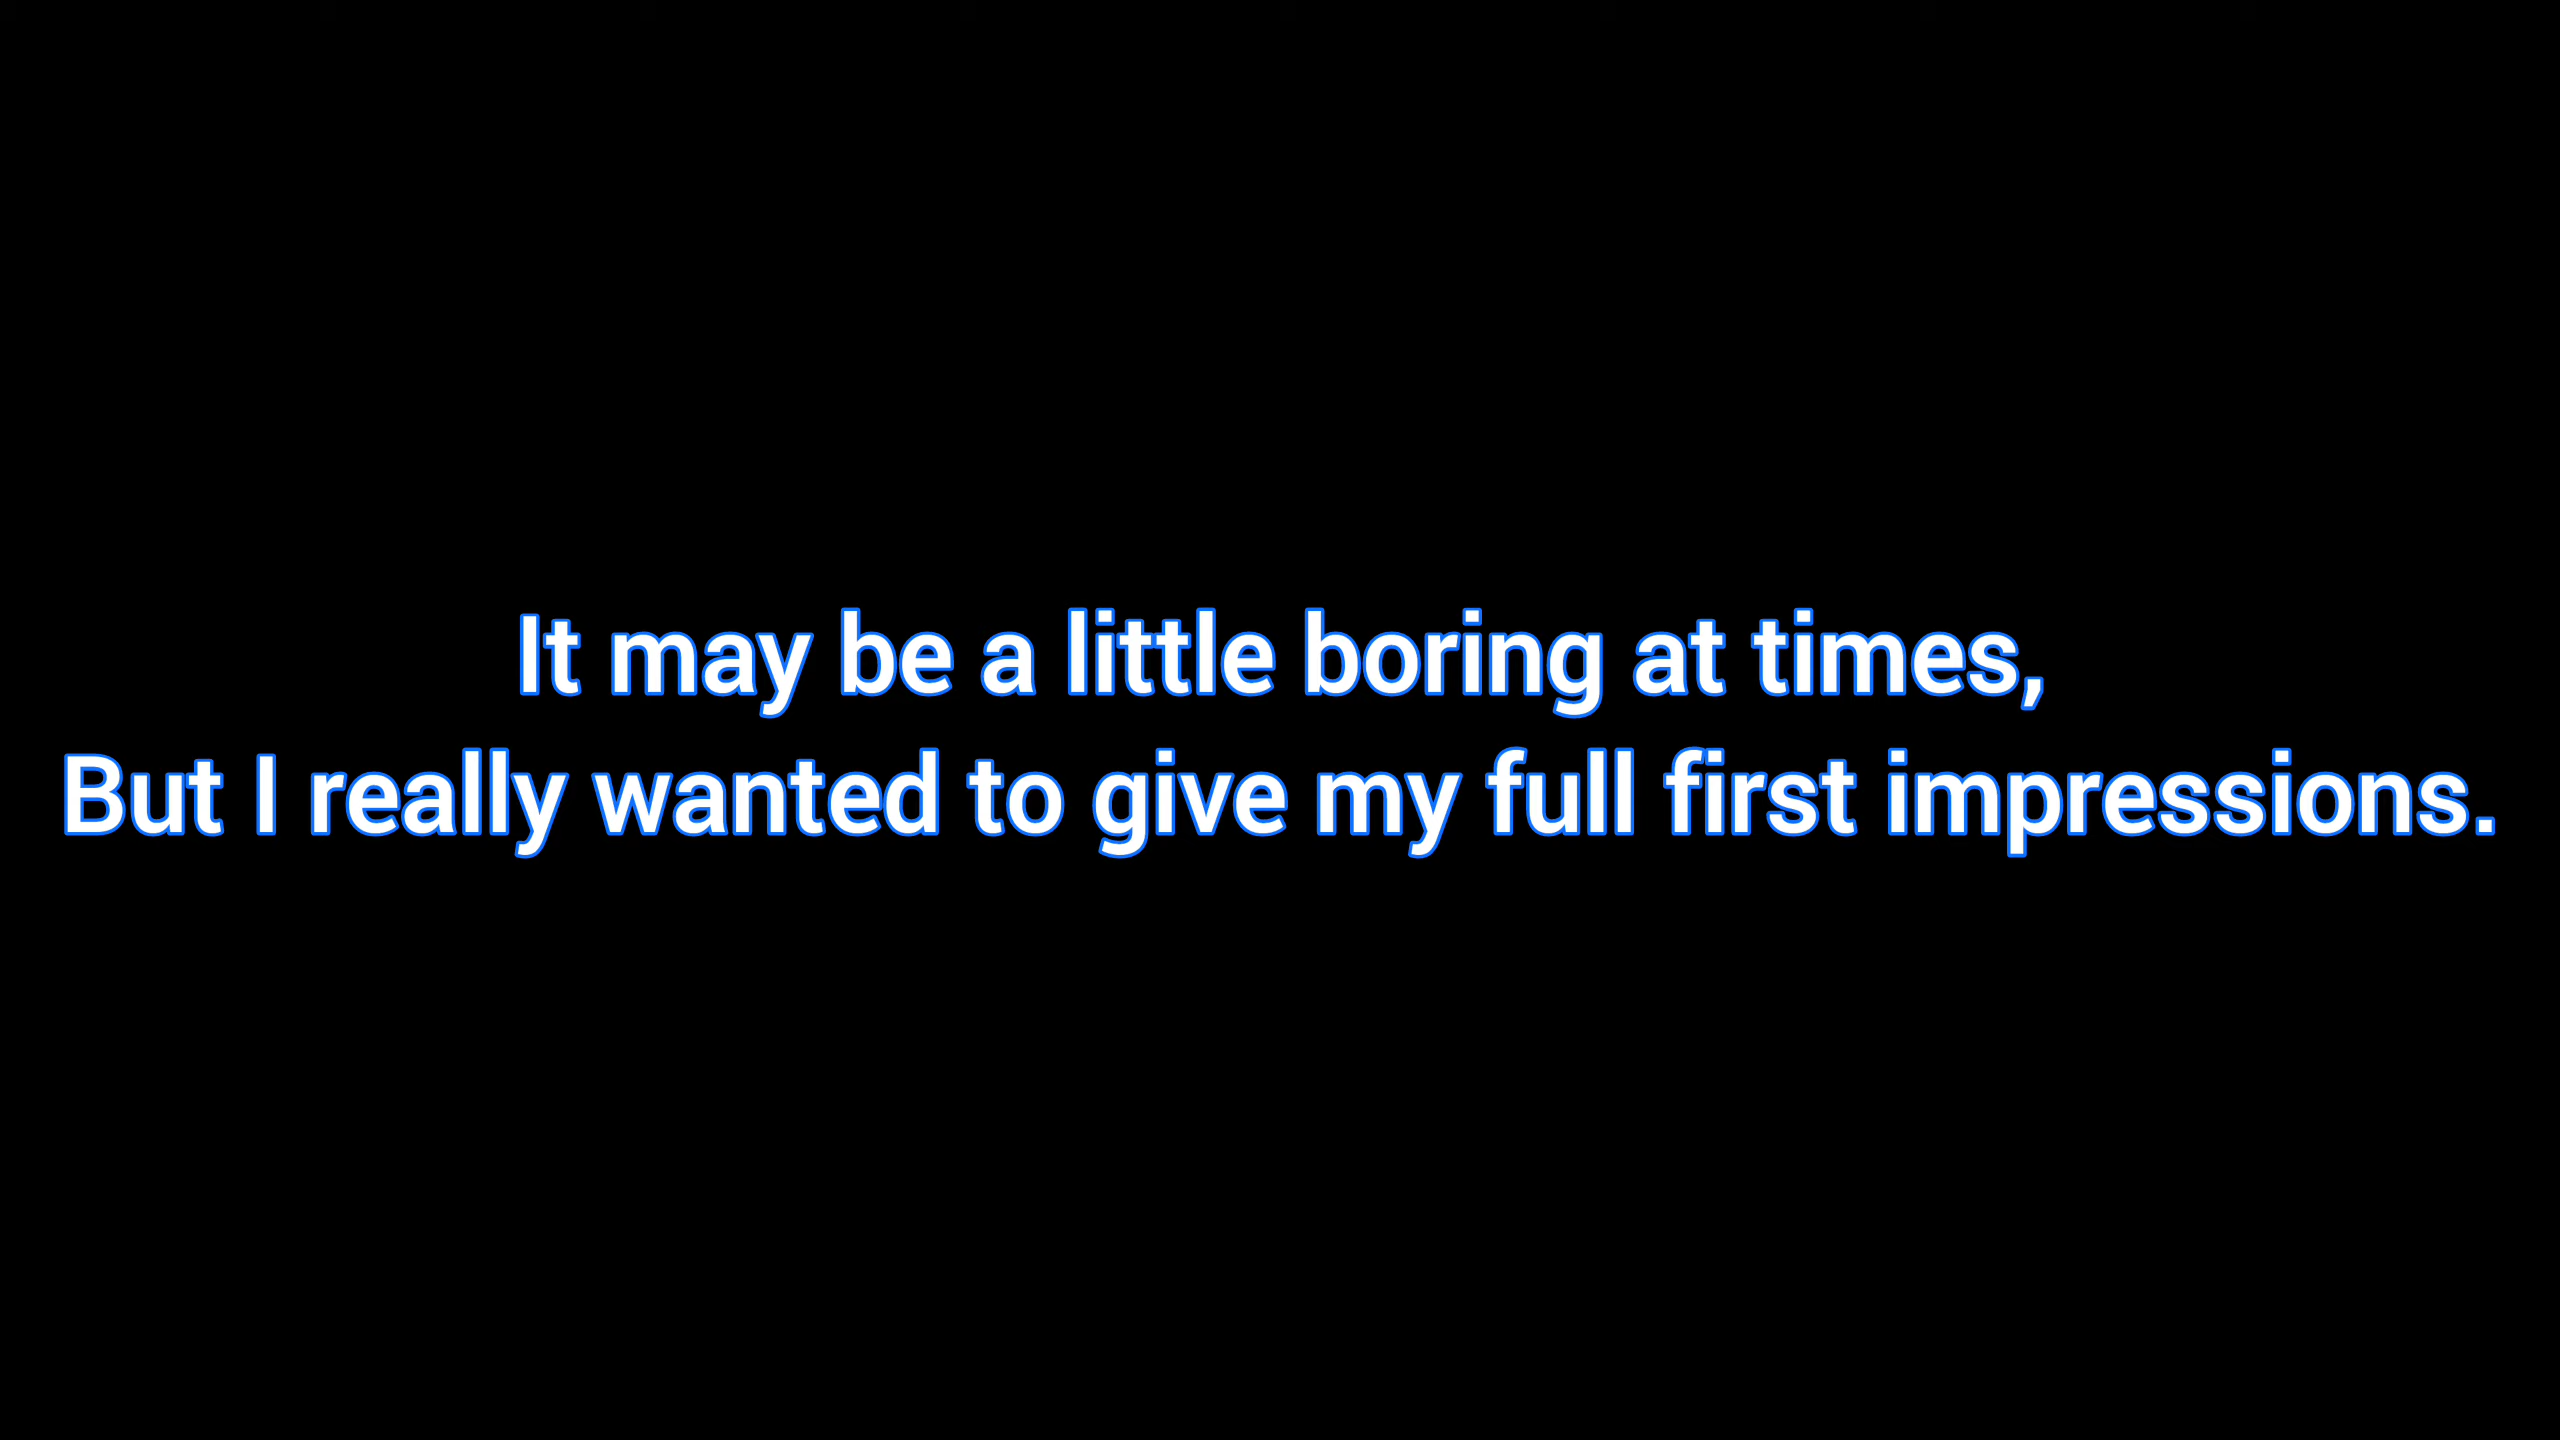 It may be a little boring at times,
But I really wanted to give my full first impressions.